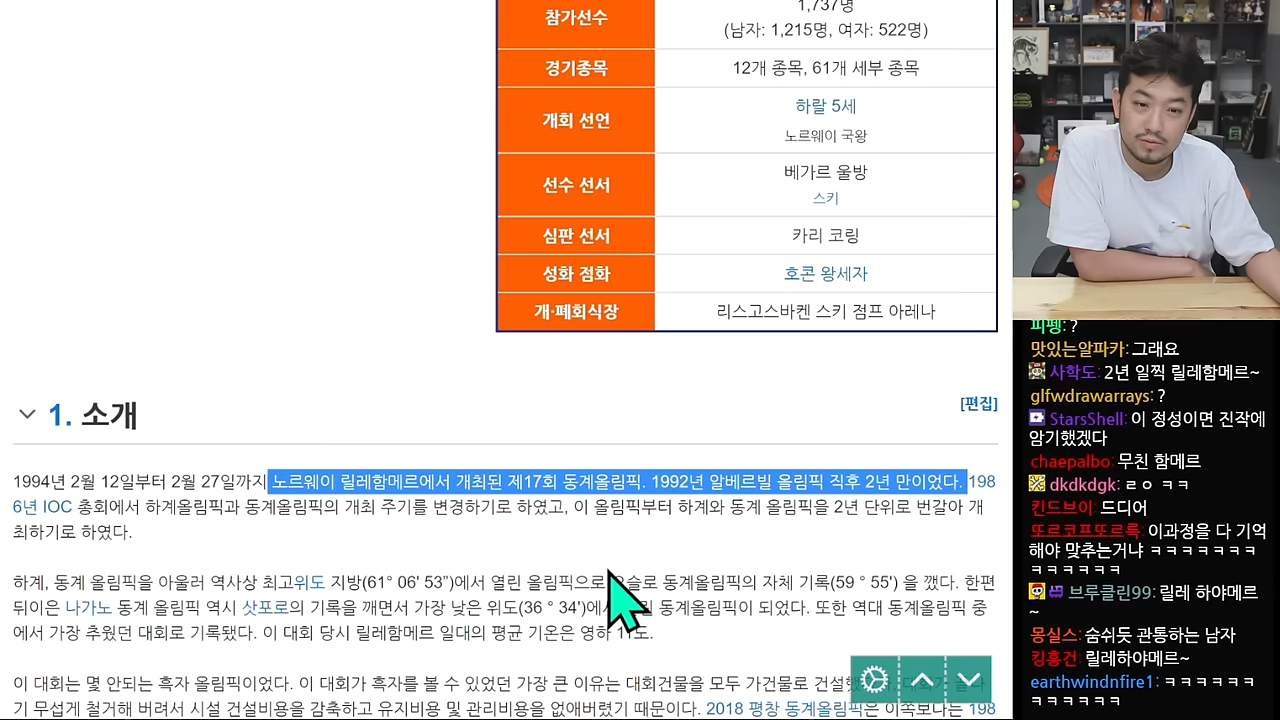 참가선수
1,737명
(남자: 1,215명, 여자: 522명)
경기종목
12개 종목, 61개 세부 종목
개회 선언
하랄 5세
노르웨이 국왕
선수 선서
베가르 울방
스키
심판 선서
카리 코링
성화 점화
호콘 왕세자
개·폐회식장
리스고스바켄 스키 점프 아레나
1. 소개
[편집]
1994년 2월 12일부터 2월 27일까지 노르웨이 릴레함메르에서 개최된 제17회 동계올림픽. 1992년 알베르빌 올림픽 직후 2년 만이었다. 198
6년 IOC 총회에서 하계올림픽과 동계올림픽의 개최 주기를 변경하기로 하였고, 이 올림픽부터 하계와 동계 올림픽을 2년 단위로 번갈아 개
최하기로 하였다.
하계, 동계 올림픽을 아울러 역사상 최고위도 지방(61° 06' 53")에서 열린 올림픽으로 오슬로 동계올림픽의 자체 기록(59 ° 55') 을 깼다. 한편
뒤이은 나가노 동계 올림픽 역시 삿포로의 기록을 깨면서 가장 낮은 위도(36 ° 34')에서 동계올림픽이 되었다. 또한 역대 동계올림픽 중
에서 가장 추웠던 대회로 기록됐다. 이 대회 당시 릴레함메르 일대의 평균 기온은 영하 11도.
이 대회는 몇 안되는 흑자 올림픽이었다. 이 대회가 흑자를 볼 수 있었던 가장 큰 이유는 대회건물을 모두 가건물로 건설
기 무섭게 철거해 버려서 시설 건설비용을 감축하고 유지비용 및 관리비용을 없애버렸기 때문이다. 2018 평창 동계올림픽은 이쪽보다는 198
피펭: ?
맛있는알파카: 그래요
사학도: 2년 일찍 릴레함메르~
glfwdrawarrays: ?
StarsShell: 이 정성이면 진작에
암기했겠다
chaepalbo: 무친 함메르
dkdkdgk: ㄹㅇ ㅋㅋ
킨드브이: 드디어
또르코프또르륵: 이과정을 다 기억
해야 맞추는거냐 ㅋㅋㅋㅋㅋㅋㅋ
ㅋㅋㅋㅋㅋㅋ
브루클린99: 릴레 하야메르
~
몽실스: 숨쉬듯 관통하는 남자
킹흥건: 릴레하야메르~
earthwindnfire1: ㅋㅋㅋㅋㅋㅋ
ㅋㅋㅋㅋㅋㅋ